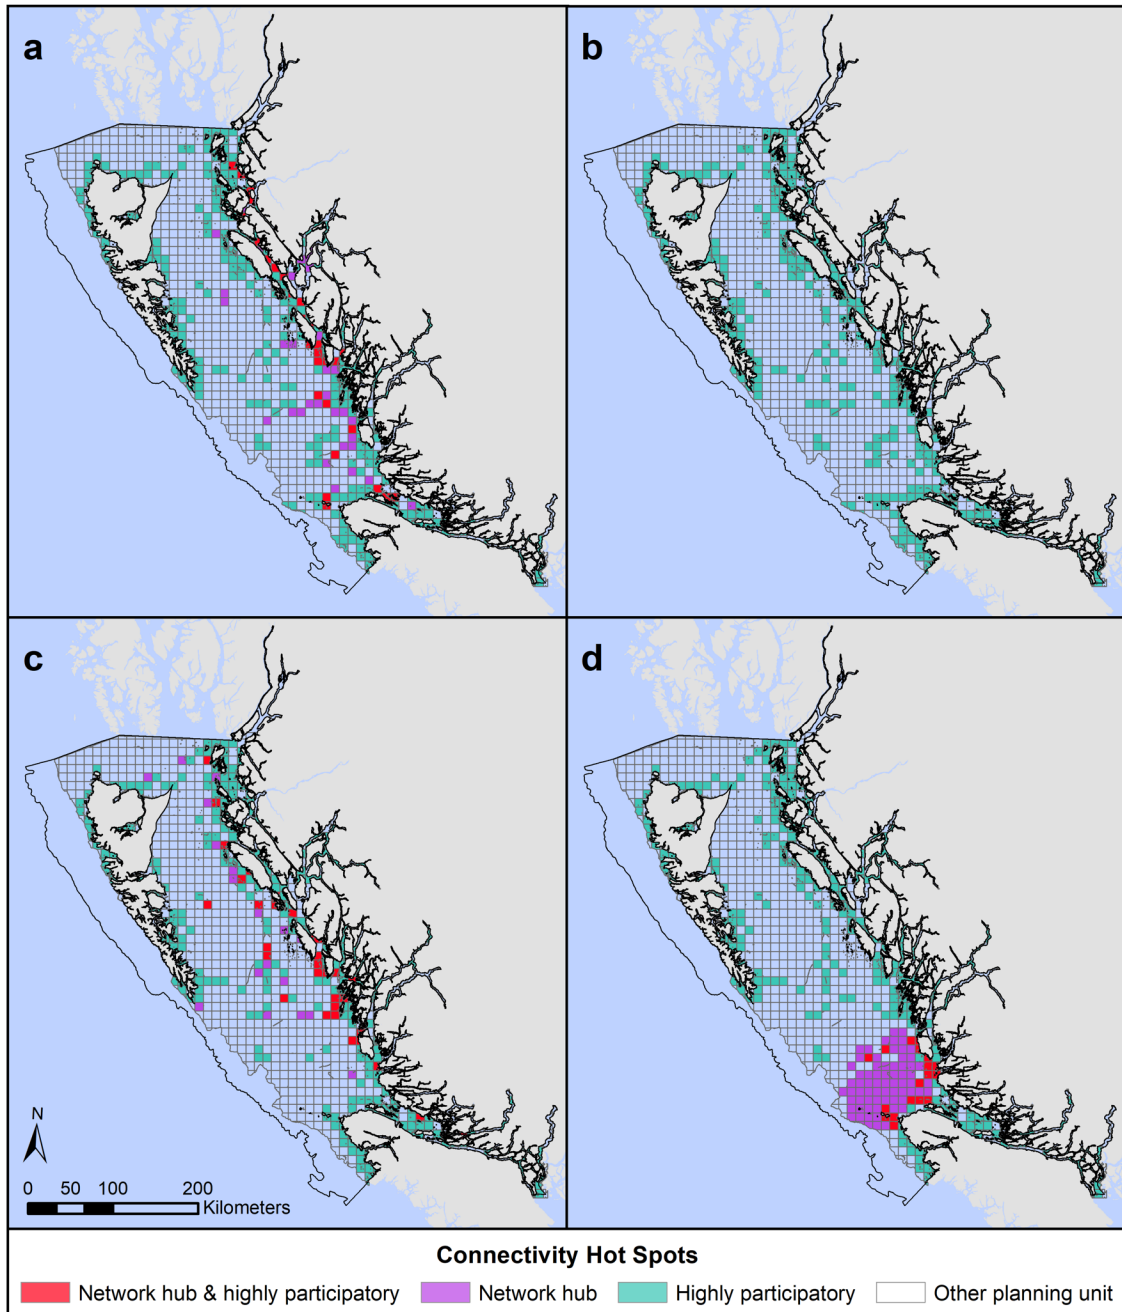 a
b
c
d
N
0 50 100 200
Kilometers
Connectivity Hot Spots
Network hub & highly participatory Network hub Highly participatory Other planning unit